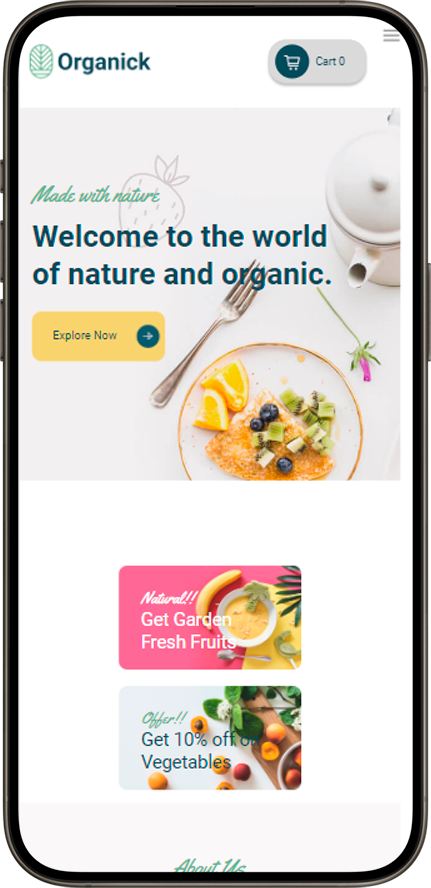 Organick
Cart 0
Made with nature
Welcome to the world
of nature and organic.
Explore Now
Natural!!
Get Garden
Fresh Fruits
Offer!!
Get 10% off on
Vegetables
About Us